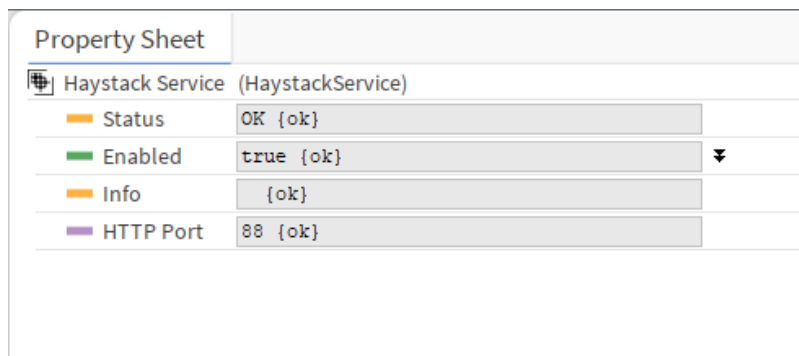 Property Sheet
Haystack Service (HaystackService)
Status OK {ok}
Enabled true {ok}
Info {ok}
HTTP Port 88 {ok}